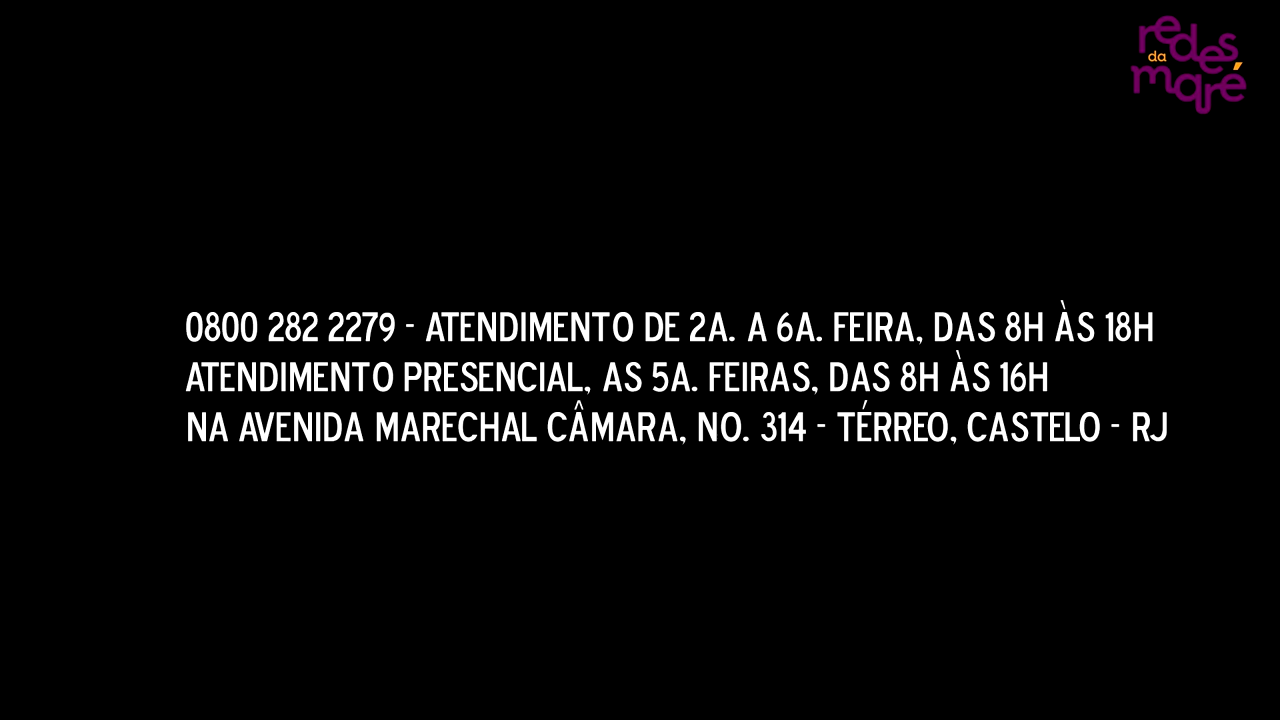 redes
da
maré
0800 282 2279 - ATENDIMENTO DE 2A. A 6A. FEIRA, DAS 8H ÀS 18H
ATENDIMENTO PRESENCIAL, AS 5A. FEIRAS, DAS 8H ÀS 16H
NA AVENIDA MARECHAL CÂMARA, NO. 314 - TÉRREO, CASTELO - RJ